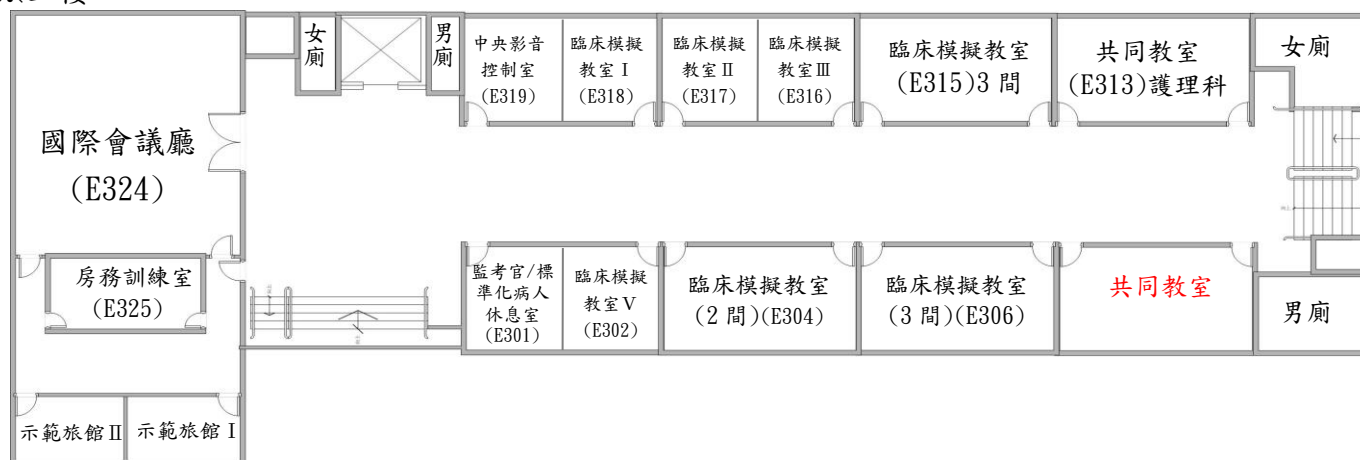 樓
女廁
男廁
中央影音
控制室
(E319)
臨床模擬
教室Ⅰ
(E318)
臨床模擬
教室Ⅱ
(E317)
臨床模擬
教室Ⅲ
(E316)
臨床模擬教室
(E315)3 間
共同教室
(E313)護理科
女廁
國際會議廳
(E324)
房務訓練室
(E325)
監考官/標
準化病人
休息室
(E301)
臨床模擬
教室Ⅴ
(E302)
臨床模擬教室
(2 間)(E304)
臨床模擬教室
(3 間)(E306)
共同教室
男廁
示範旅館Ⅱ
示範旅館Ⅰ